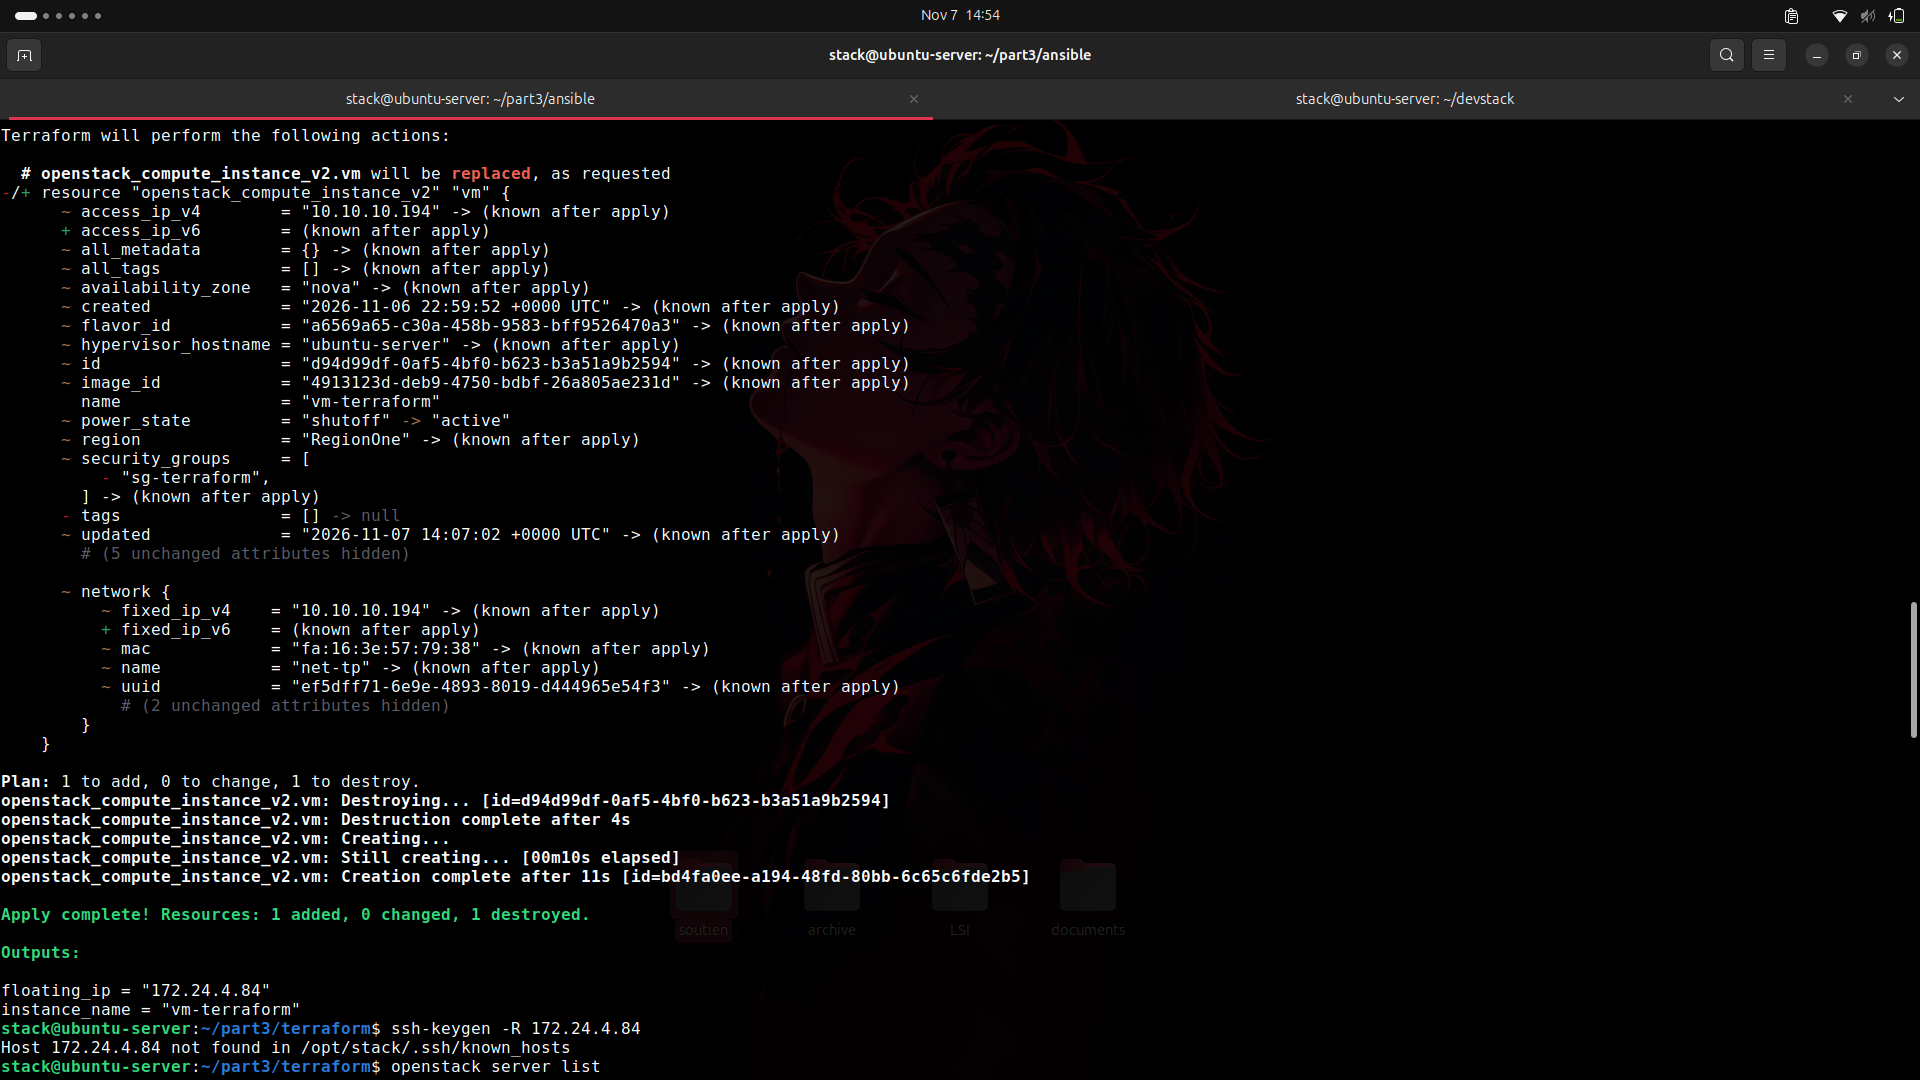 Nov 7 14:54
stack@ubuntu-server: ~/part3/ansible
stack@ubuntu-server: ~/part3/ansible
stack@ubuntu-server: ~/devstack
Terraform will perform the following actions:
  # openstack_compute_instance_v2.vm will be replaced, as requested
-/+ resource "openstack_compute_instance_v2" "vm" {
      ~ access_ip_v4        = "10.10.10.194" -> (known after apply)
      + access_ip_v6        = (known after apply)
      ~ all_metadata        = {} -> (known after apply)
      ~ all_tags            = [] -> (known after apply)
      ~ availability_zone   = "nova" -> (known after apply)
      ~ created             = "2026-11-06 22:59:52 +0000 UTC" -> (known after apply)
      ~ flavor_id           = "a6569a65-c30a-458b-9583-bff9526470a3" -> (known after apply)
      ~ hypervisor_hostname = "ubuntu-server" -> (known after apply)
      ~ id                  = "d94d99df-0af5-4bf0-b623-b3a51a9b2594" -> (known after apply)
      ~ image_id            = "4913123d-deb9-4750-bdbf-26a805ae231d" -> (known after apply)
        name                = "vm-terraform"
      ~ power_state         = "shutoff" -> "active"
      ~ region              = "RegionOne" -> (known after apply)
      ~ security_groups     = [
          - "sg-terraform",
        ] -> (known after apply)
      - tags                = [] -> null
      ~ updated             = "2026-11-07 14:07:02 +0000 UTC" -> (known after apply)
        # (5 unchanged attributes hidden)
      ~ network {
          ~ fixed_ip_v4    = "10.10.10.194" -> (known after apply)
          + fixed_ip_v6    = (known after apply)
          ~ mac            = "fa:16:3e:57:79:38" -> (known after apply)
          ~ name           = "net-tp" -> (known after apply)
          ~ uuid           = "ef5dff71-6e9e-4893-8019-d444965e54f3" -> (known after apply)
            # (2 unchanged attributes hidden)
        }
    }
Plan: 1 to add, 0 to change, 1 to destroy.
openstack_compute_instance_v2.vm: Destroying... [id=d94d99df-0af5-4bf0-b623-b3a51a9b2594]
openstack_compute_instance_v2.vm: Destruction complete after 4s
openstack_compute_instance_v2.vm: Creating...
openstack_compute_instance_v2.vm: Still creating... [00m10s elapsed]
openstack_compute_instance_v2.vm: Creation complete after 11s [id=bd4fa0ee-a194-48fd-80bb-6c65c6fde2b5]
Apply complete! Resources: 1 added, 0 changed, 1 destroyed.
soutien archive LSI documents
Outputs:
floating_ip = "172.24.4.84"
instance_name = "vm-terraform"
stack@ubuntu-server:~/part3/terraform$ ssh-keygen -R 172.24.4.84
Host 172.24.4.84 not found in /opt/stack/.ssh/known_hosts
stack@ubuntu-server:~/part3/terraform$ openstack server list